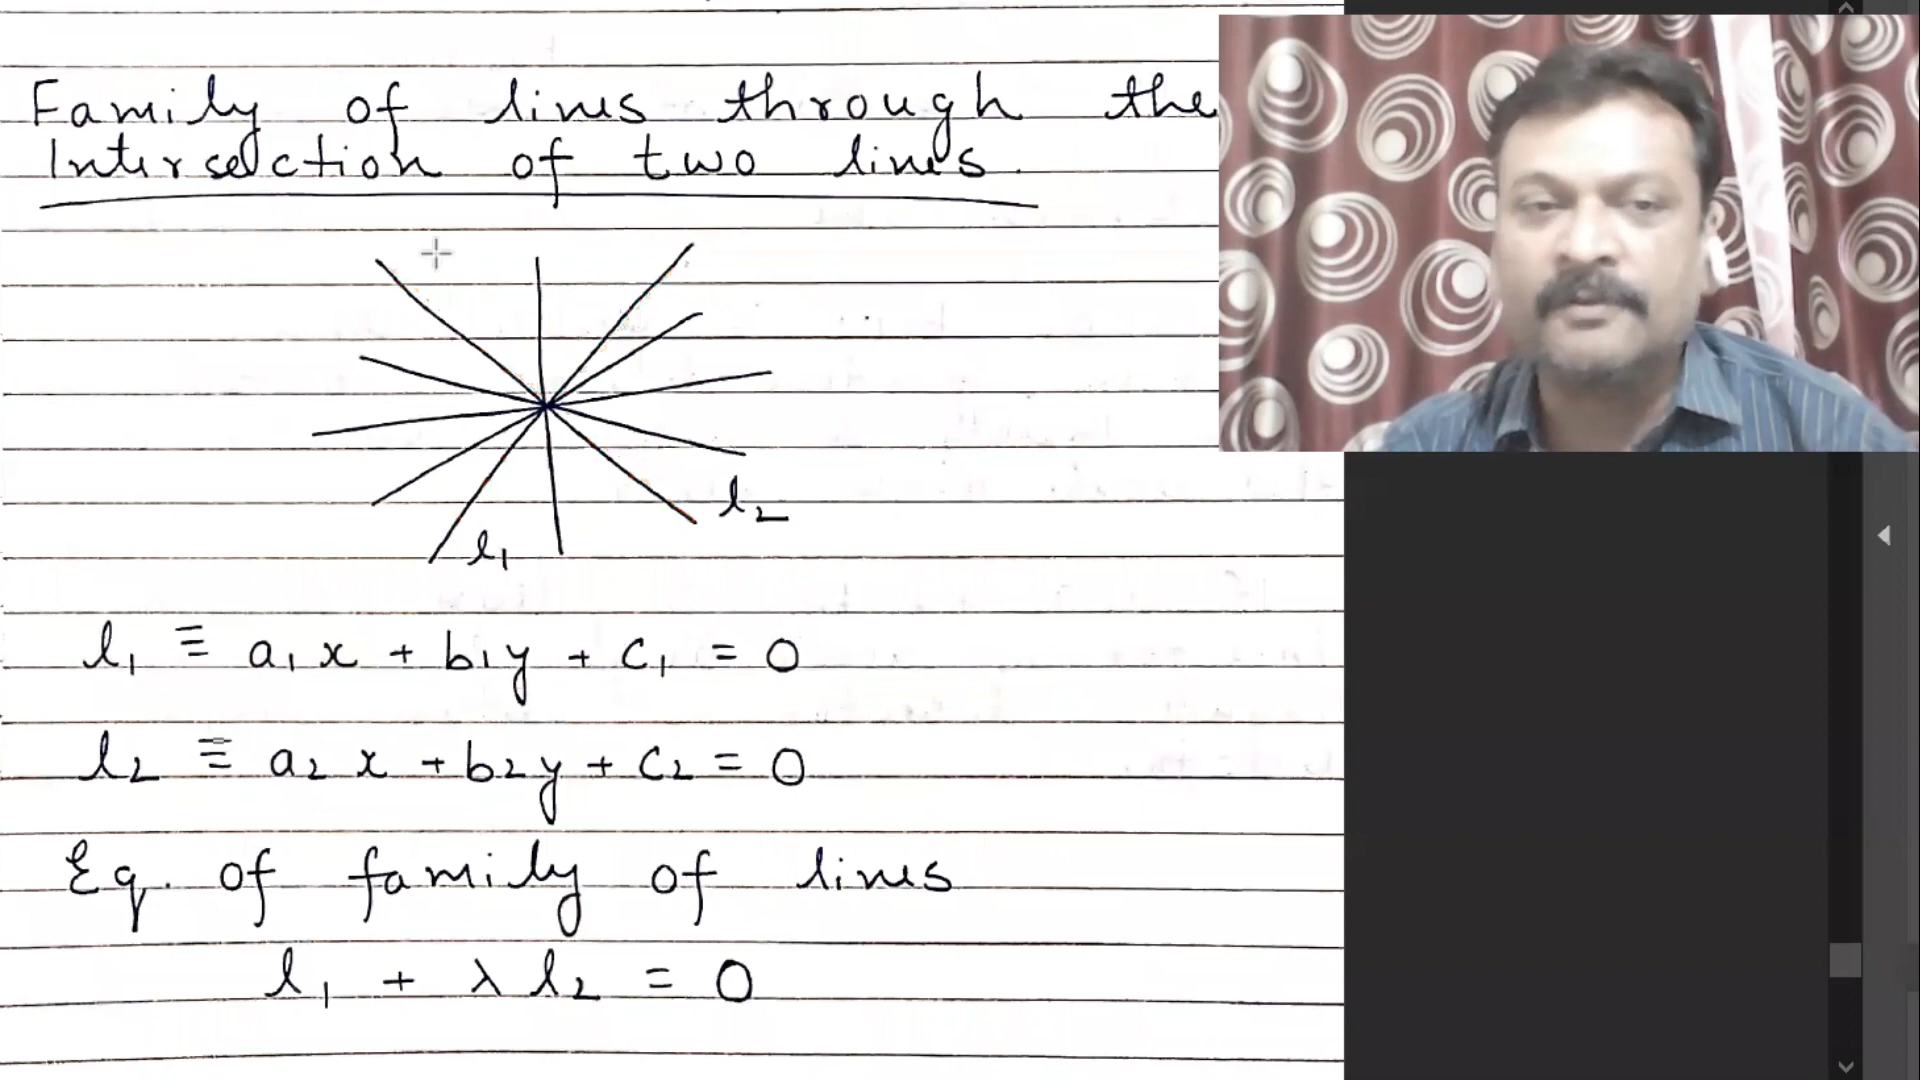 Family of lines through the
Intersection of two lines.
l₂
l₁
l₁ ≡ a₁x + b₁y + c₁ = 0
l₂ ≡ a₂x + b₂y + c₂ = 0
Eq. of family of lines
l₁ + λ l₂ = 0